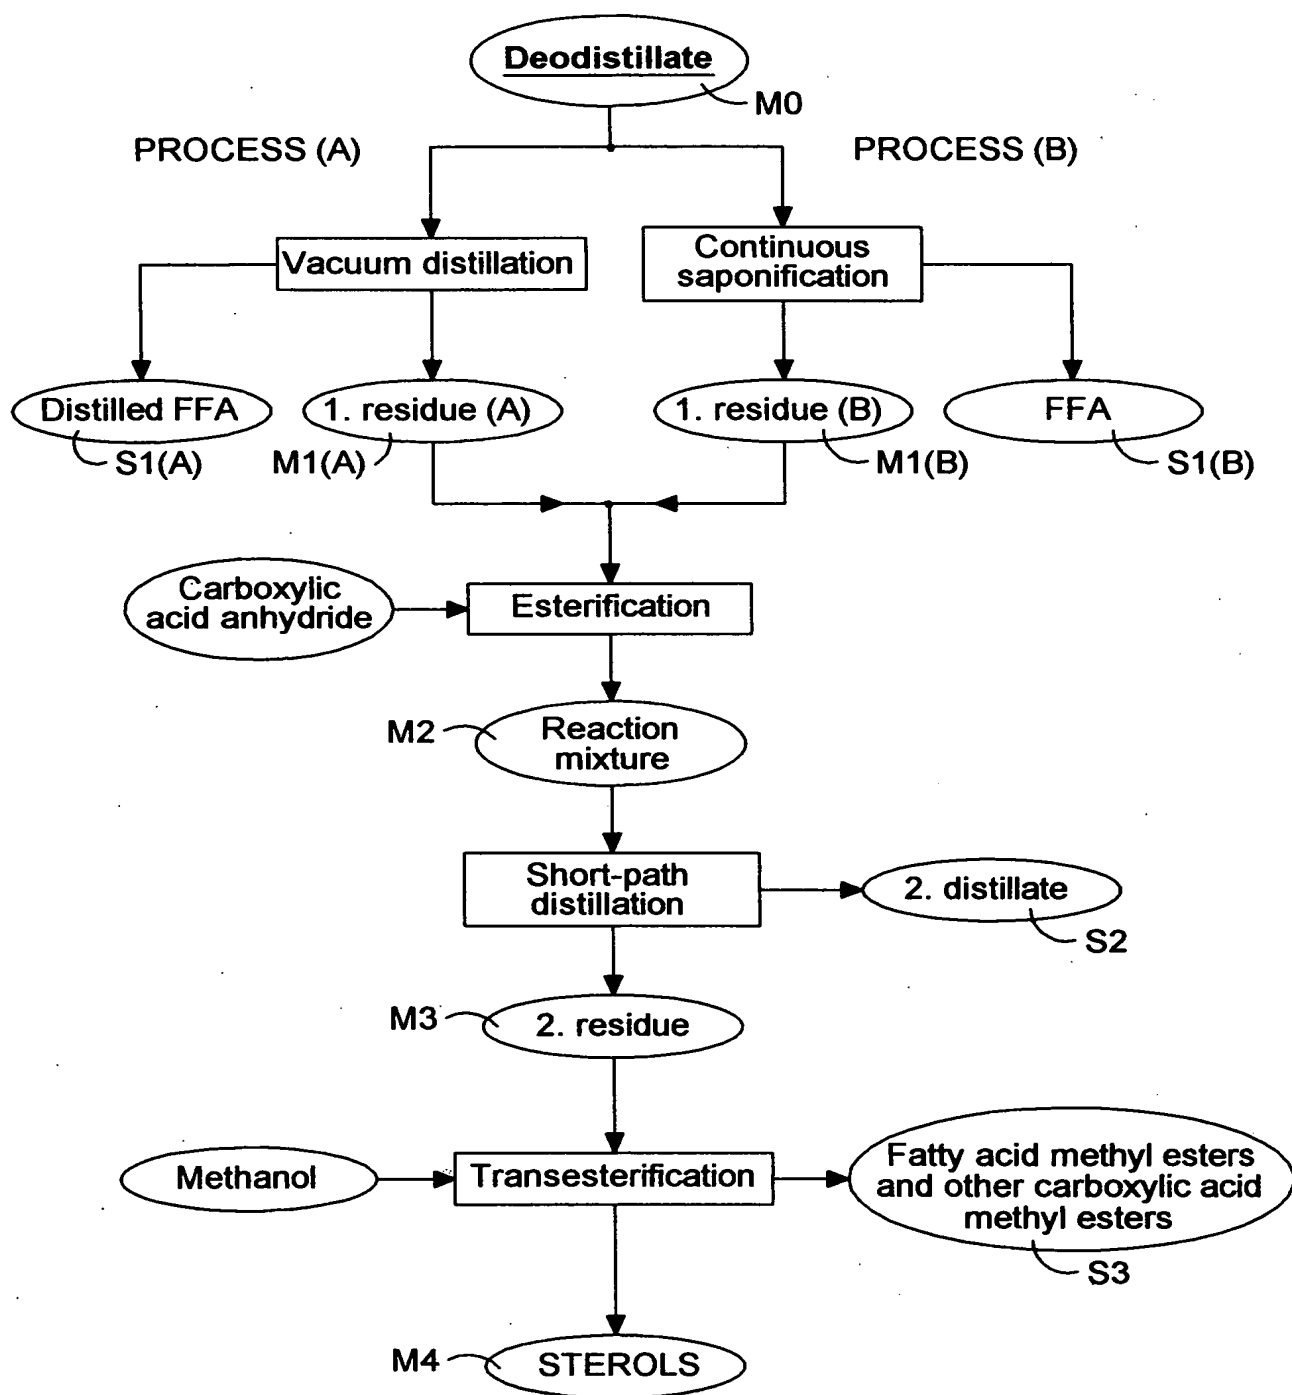 Deodistillate
M0
PROCESS (A)
PROCESS (B)
Vacuum distillation
Continuous
saponification
Distilled FFA
1. residue (A)
1. residue (B)
FFA
S1(A)
M1(A)
M1(B)
S1(B)
Carboxylic
acid anhydride
Esterification
M2
Reaction
mixture
Short-path
distillation
2. distillate
S2
M3
2. residue
Methanol
Transesterification
Fatty acid methyl esters
and other carboxylic acid
methyl esters
S3
M4
STEROLS